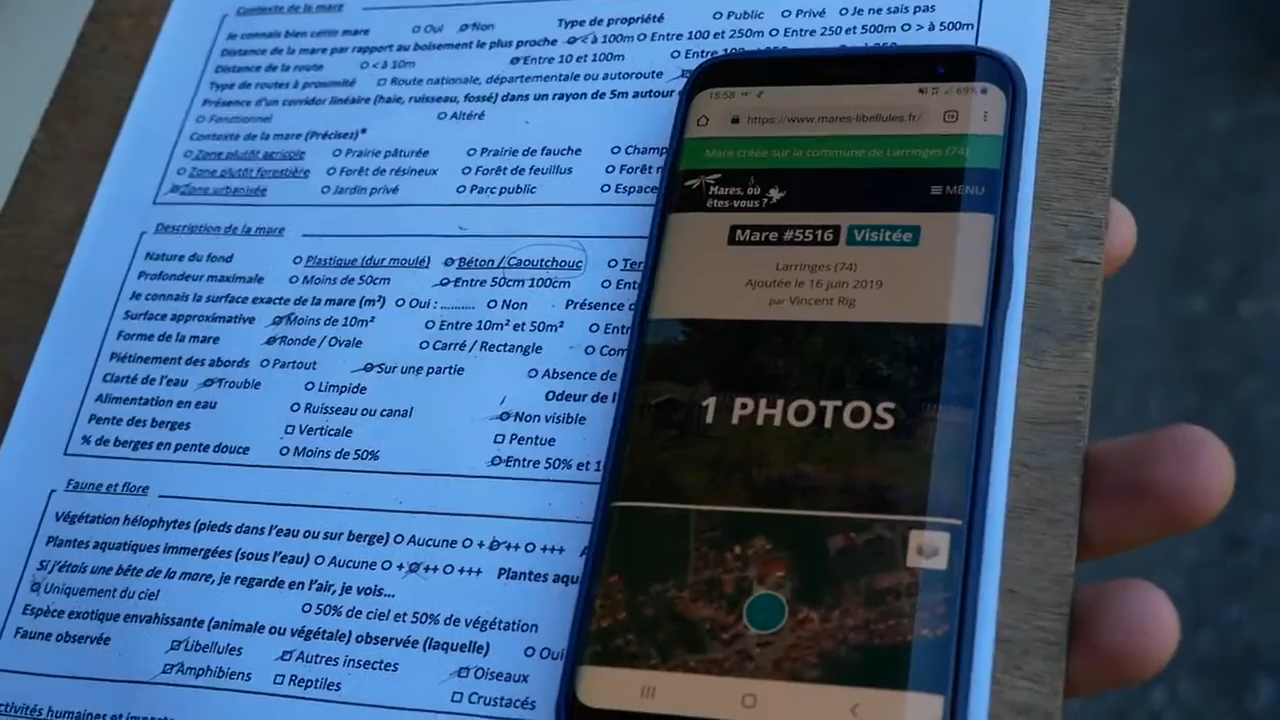 Contexte de la mare
Je connais bien cette mare O Oui O Non Type de propriété O Public O Privé O Je ne sais pas
Distance de la mare par rapport au boisement le plus proche O < à 100m O Entre 100 et 250m O Entre 250 et 500m O > à 500m
Distance de la route O < à 10m O Entre 10 et 100m O Entre
Type de routes à proximité □ Route nationale, départementale ou autoroute
Présence d'un corridor linéaire (haie, ruisseau, fossé) dans un rayon de 5m autour
O Fonctionnel O Altéré
Contexte de la mare (Précisez)*
O Zone plutôt agricole O Prairie pâturée O Prairie de fauche O Champ
O Zone plutôt forestière O Forêt de résineux O Forêt de feuillus O Forêt
O Zone urbanisée O Jardin privé O Parc public O Espace
Description de la mare
Nature du fond O Plastique (dur moulé) O Béton / Caoutchouc O Ter
Profondeur maximale O Moins de 50cm O Entre 50cm 100cm O Ent
Je connais la surface exacte de la mare (m²) O Oui : .......... O Non Présence
Surface approximative O Moins de 10m² O Entre 10m² et 50m² O Entr
Forme de la mare O Ronde / Ovale O Carré / Rectangle O Com
Piétinement des abords O Partout O Sur une partie O Absence de
Clarté de l'eau O Trouble O Limpide Odeur de l
Alimentation en eau O Ruisseau ou canal O Non visible
Pente des berges □ Verticale □ Pentue
% de berges en pente douce O Moins de 50% O Entre 50% et 1
Faune et flore
Végétation hélophytes (pieds dans l'eau ou sur berge) O Aucune O + O ++ O +++
Plantes aquatiques immergées (sous l'eau) O Aucune O + O ++ O +++ Plantes aqu
Si j'étais une bête de la mare, je regarde en l'air, je vois...
O Uniquement du ciel O 50% de ciel et 50% de végétation
Espèce exotique envahissante (animale ou végétale) observée (laquelle) O Oui
Faune observée □ Libellules □ Autres insectes □ Oiseaux
□ Amphibiens □ Reptiles □ Crustacés
15:58 69%
https://www.mares-libellules.fr/
Mare créée sur la commune de Larringes (74)
Mares, où
êtes-vous ?
MENU
Mare #5516 Visitée
Larringes (74)
Ajoutée le 16 juin 2019
par Vincent Rig
1 PHOTOS